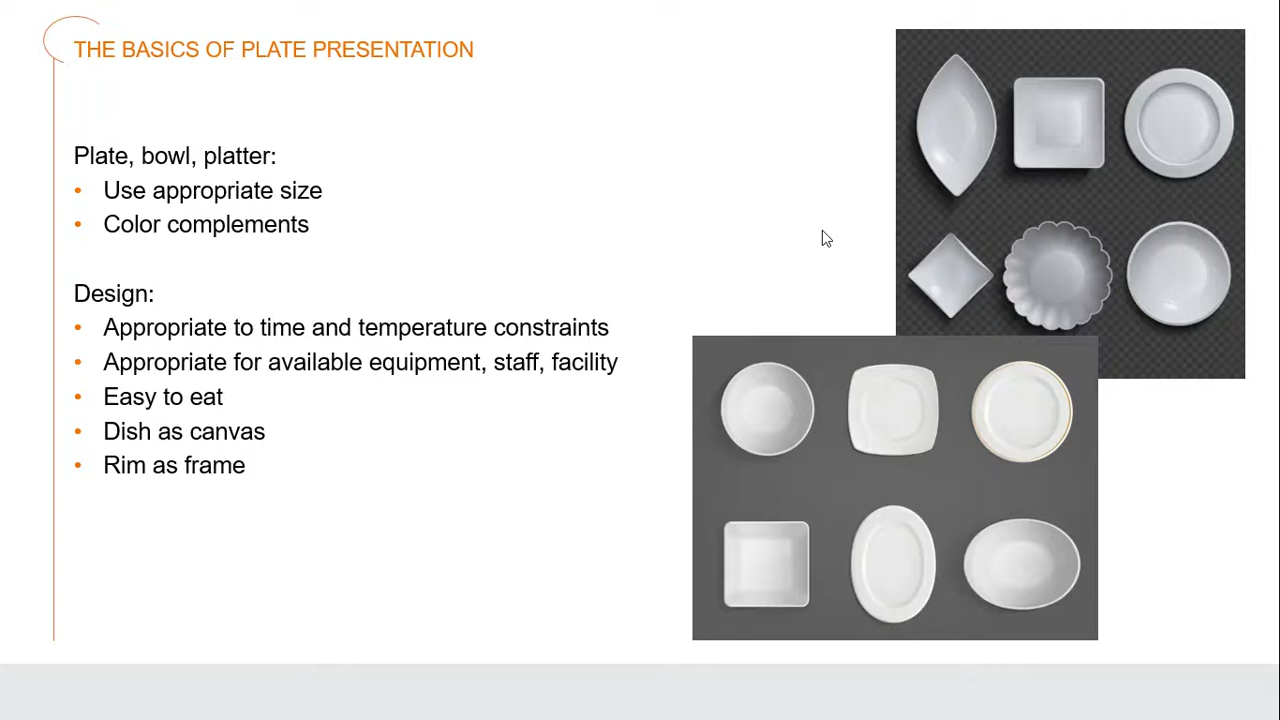 THE BASICS OF PLATE PRESENTATION
Plate, bowl, platter:
• Use appropriate size
• Color complements
Design:
• Appropriate to time and temperature constraints
• Appropriate for available equipment, staff, facility
• Easy to eat
• Dish as canvas
• Rim as frame